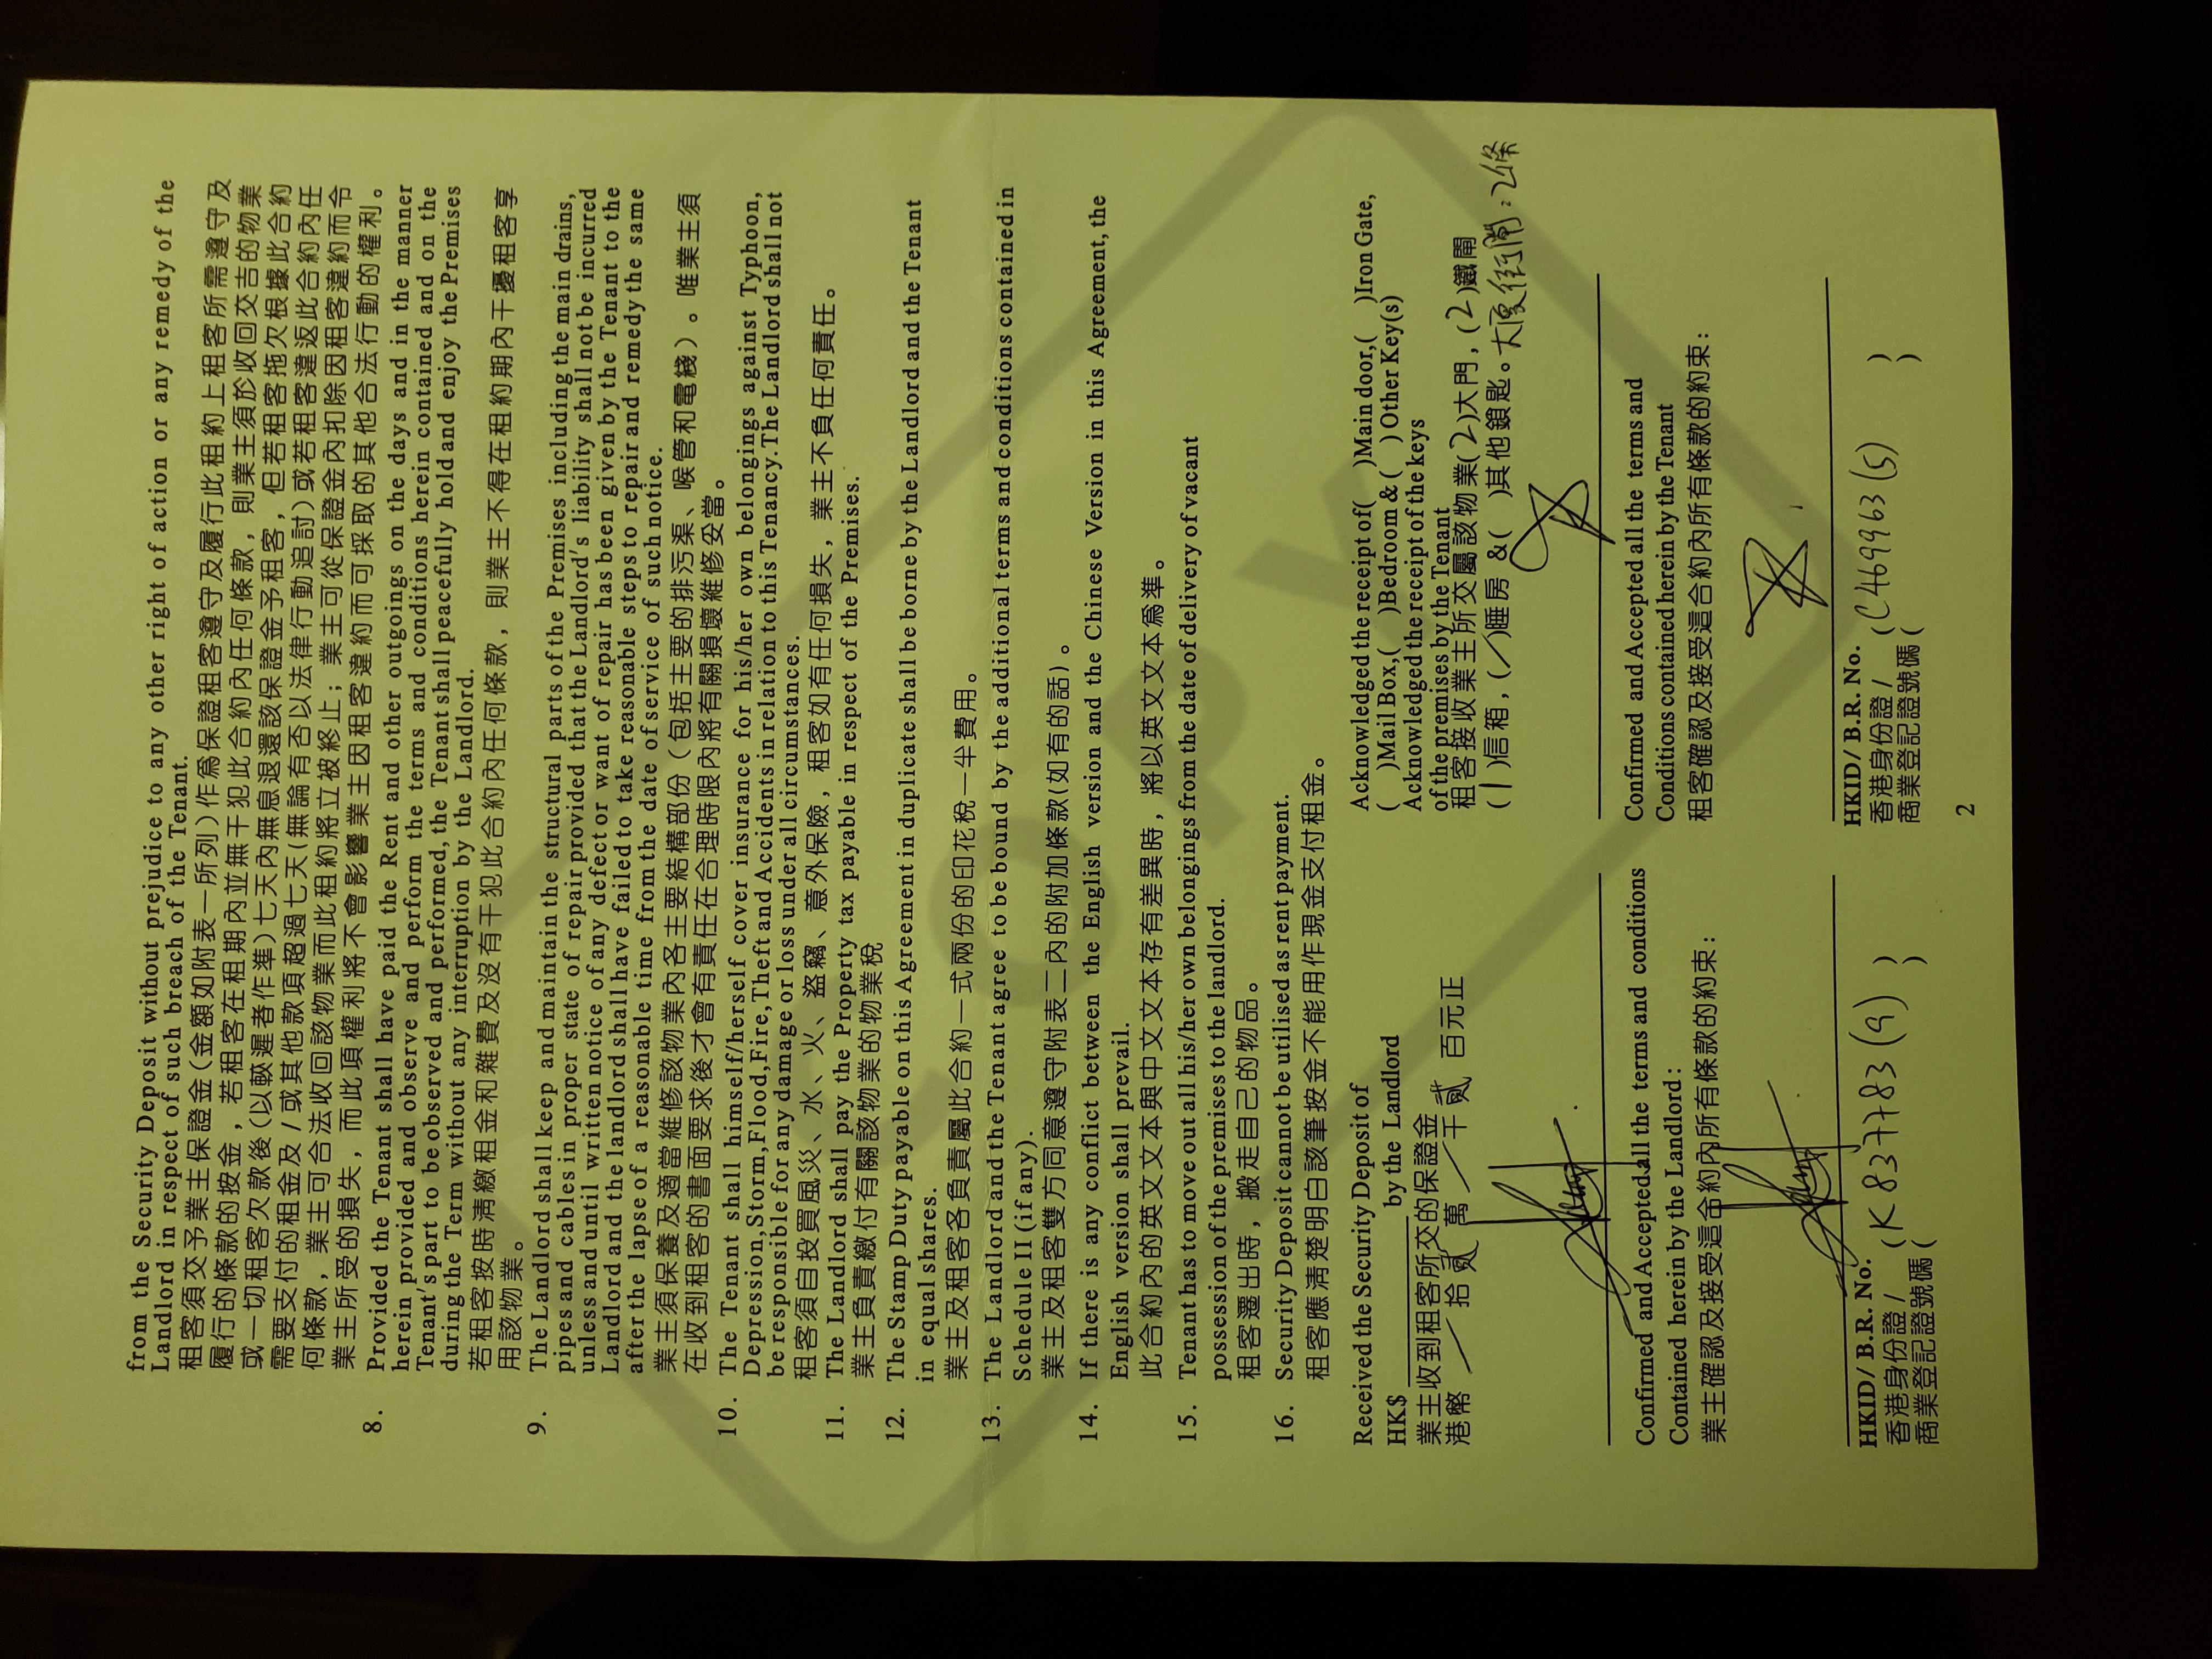 from the Security Deposit without prejudice to any other right of action or any remedy of the
Landlord in respect of such breach of the Tenant.
租客須交予業主保證金(金額如附表一所列)作為保證租客遵守及履行此租約上租客所需遵守及
履行的條款的按金，若租客在租期內並無干犯此合約內任何條款，則業主須於收回交吉的物業
或一切租客欠款後(以較遲者作準)七天內無息退還該保證金予租客，但若租客拖欠根據此合約
需要支付的租金及/或其他款項超過七天(無論有否以法律行動追討)或若租客違返此合約內任
何條款，業主可合法收回該物業而此租約將立被終止；業主可從保證金內扣除因租客違約而令
業主所受的損失，而此項權利將不會影響業主因租客違約而可採取的其他合法行動的權利。
8. Provided the Tenant shall have paid the Rent and other outgoings on the days and in the manner
herein provided and observe and perform the terms and conditions herein contained and on the
Tenant's part to be observed and performed, the Tenant shall peacefully hold and enjoy the Premises
during the Term without any interruption by the Landlord.
若租客按時清繳租金和雜費及沒有干犯此合約內任何條款，則業主不得在租約期內干擾租客享
用該物業。
9. The Landlord shall keep and maintain the structural parts of the Premises including the main drains,
pipes and cables in proper state of repair provided that the Landlord's liability shall not be incurred
unless and until written notice of any defect or want of repair has been given by the Tenant to the
Landlord and the landlord shall have failed to take reasonable steps to repair and remedy the same
after the lapse of a reasonable time from the date of service of such notice.
業主須保養及適當維修該物業內各主要結構部份（包括主要的排污渠、喉管和電綫）。唯業主須
在收到租客的書面要求後才會有責任在合理時限內將有關損壞維修妥當。
10. The Tenant shall himself/herself cover insurance for his/her own belongings against Typhoon,
Depression,Storm,Flood,Fire,Theft and Accidents in relation to this Tenancy.The Landlord shall not
be responsible for any damage or loss under all circumstances.
租客須自投買風災、水、火、盜竊、意外保險，租客如有任何損失，業主不負任何責任。
11. The Landlord shall pay the Property tax payable in respect of the Premises.
業主負責繳付有關該物業的物業稅
12. The Stamp Duty payable on this Agreement in duplicate shall be borne by the Landlord and the Tenant
in equal shares.
業主及租客各負責屬此合約一式兩份的印花稅一半費用。
13. The Landlord and the Tenant agree to be bound by the additional terms and conditions contained in
Schedule II (if any).
業主及租客雙方同意遵守附表二內的附加條款(如有的話)。
14. If there is any conflict between the English version and the Chinese Version in this Agreement, the
English version shall prevail.
此合約內的英文文本與中文文本存有差異時，將以英文文本為準。
15. Tenant has to move out all his/her own belongings from the date of delivery of vacant
possession of the premises to the landlord.
租客遷出時，搬走自己的物品。
16. Security Deposit cannot be utilised as rent payment.
租客應清楚明白該筆按金不能用作現金支付租金。
Received the Security Deposit of
HK$ by the Landlord
業主收到租客所交的保證金
港幣 拾貳萬 千貳百元正
Confirmed and Accepted all the terms and conditions
Contained herein by the Landlord :
業主確認及接受這合約內所有條款的約束：
HKID/ B.R. No.
香港身份證/ (K837783(9) )
商業登記證號碼( )
Acknowledged the receipt of( )Main door,( )Iron Gate,
( )Mail Box,( )Bedroom & ( ) Other Key(s)
Acknowledged the receipt of the keys
of the premises by the Tenant
租客接收業主所交屬該物業(2)大門，(2)鐵閘
(1)信箱，(/)睡房 &( )其他鎖匙。大廈街閘：2條
Confirmed and Accepted all the terms and
Conditions contained herein by the Tenant
租客確認及接受這合約內所有條款的約束：
HKID/ B.R. No.
香港身份證/ (C469963(5) )
商業登記證號碼( )
2
COPY